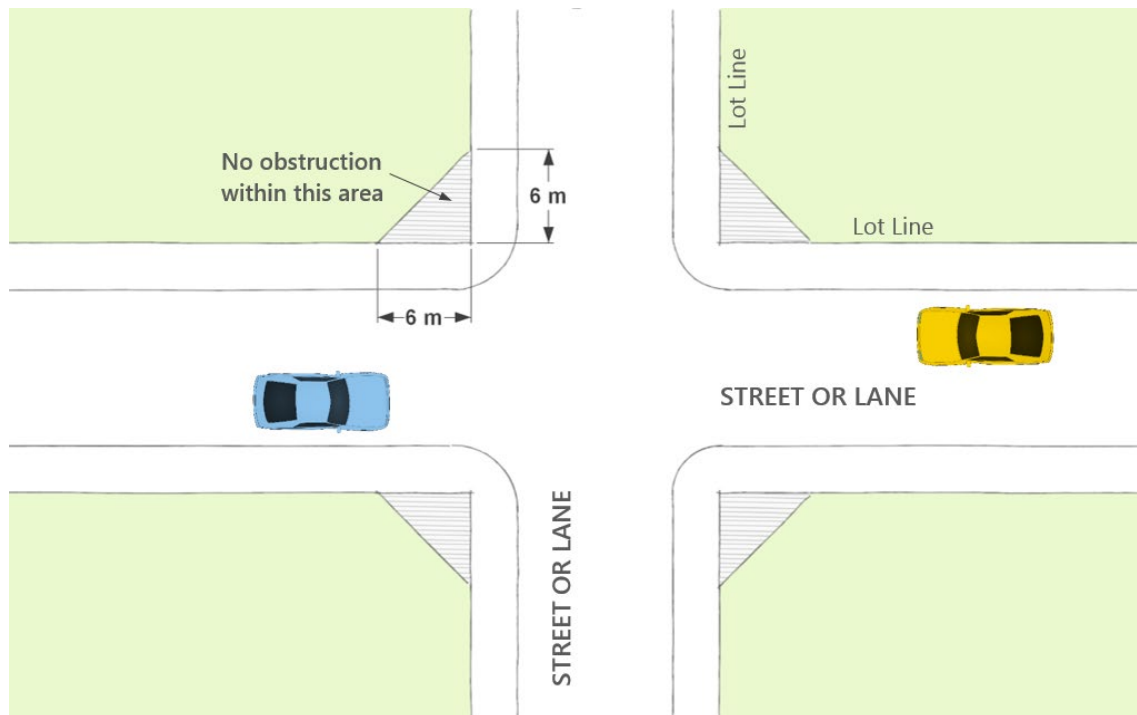 Lot Line
No obstruction
within this area
6 m
Lot Line
6 m
STREET OR LANE
STREET OR LANE